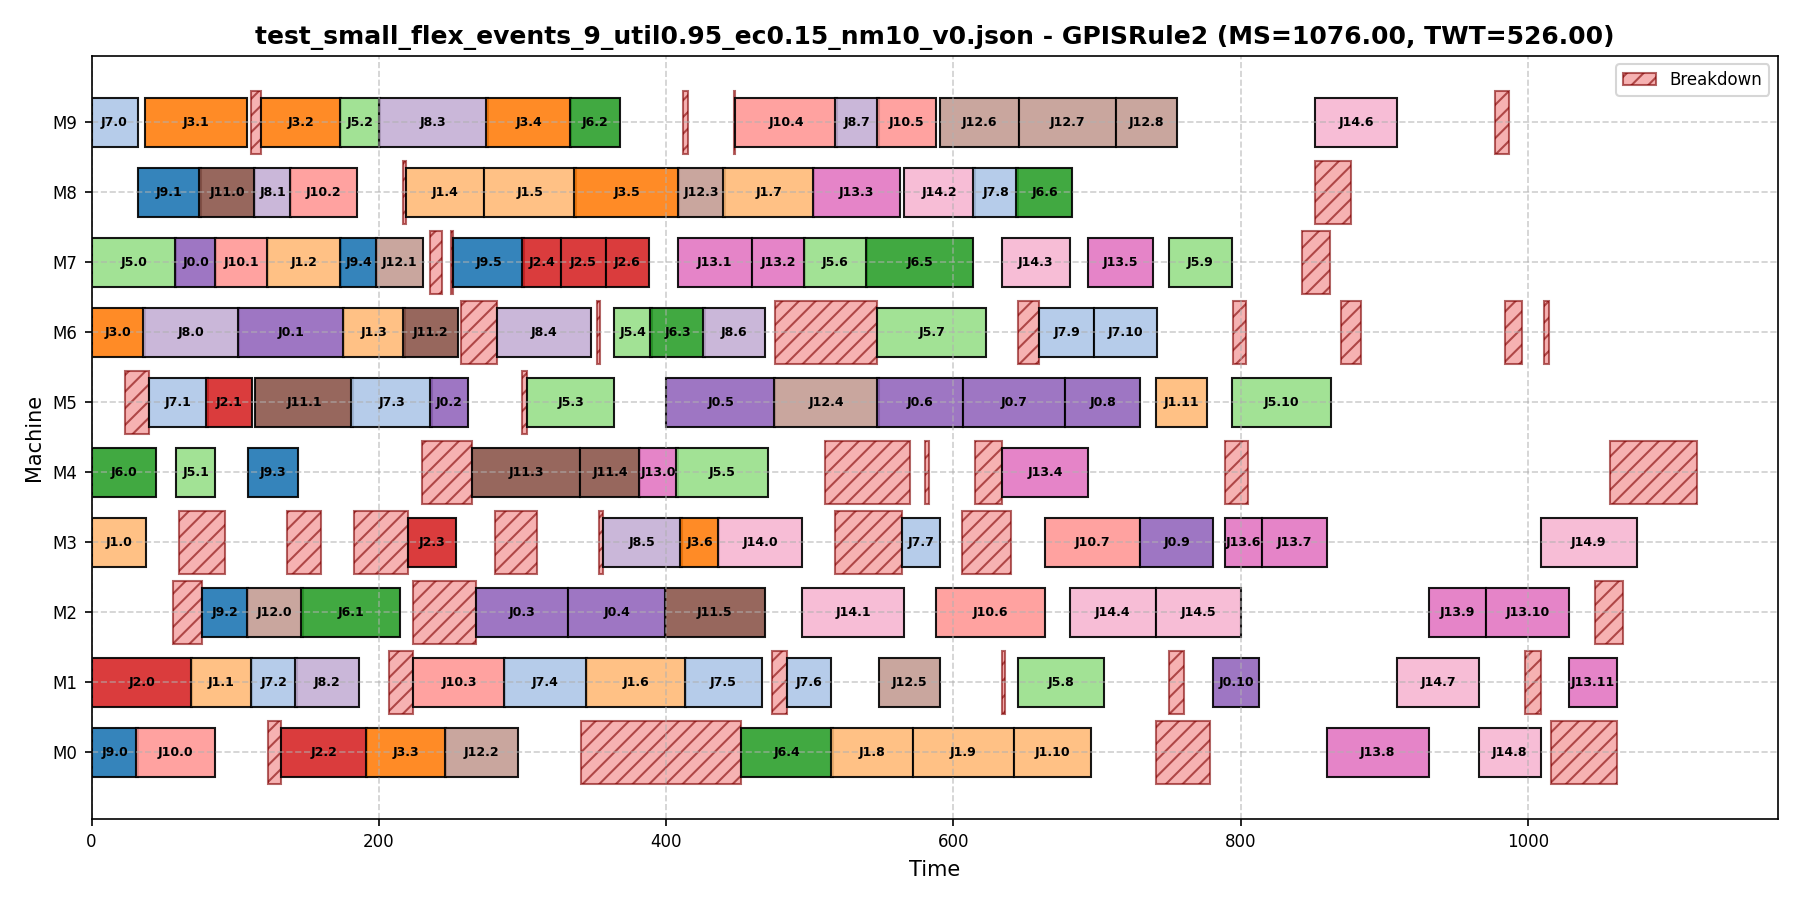 test_small_flex_events_9_util0.95_ec0.15_nm10_v0.json - GPISRule2 (MS=1076.00, TWT=526.00)
Breakdown
M9 J7.0 J3.1 J3.2 J5.2 J8.3 J3.4 J6.2 J10.4 J8.7 J10.5 J12.6 J12.7 J12.8 J14.6
M8 J9.1 J11.0 J8.1 J10.2 J1.4 J1.5 J3.5 J12.3 J1.7 J13.3 J14.2 J7.8 J6.6
M7 J5.0 J0.0 J10.1 J1.2 J9.4 J12.1 J9.5 J2.4 J2.5 J2.6 J13.1 J13.2 J5.6 J6.5 J14.3 J13.5 J5.9
M6 J3.0 J8.0 J0.1 J1.3 J11.2 J8.4 J5.4 J6.3 J8.6 J5.7 J7.9 J7.10
M5 J7.1 J2.1 J11.1 J7.3 J0.2 J5.3 J0.5 J12.4 J0.6 J0.7 J0.8 J1.11 J5.10
M4 J6.0 J5.1 J9.3 J11.3 J11.4 J13.0 J5.5 J13.4
M3 J1.0 J2.3 J8.5 J3.6 J14.0 J7.7 J10.7 J0.9 J13.6 J13.7 J14.9
M2 J9.2 J12.0 J6.1 J0.3 J0.4 J11.5 J14.1 J10.6 J14.4 J14.5 J13.9 J13.10
M1 J2.0 J1.1 J7.2 J8.2 J10.3 J7.4 J1.6 J7.5 J7.6 J12.5 J5.8 J0.10 J14.7 J13.11
M0 J9.0 J10.0 J2.2 J3.3 J12.2 J6.4 J1.8 J1.9 J1.10 J13.8 J14.8
Machine
0 200 400 600 800 1000
Time